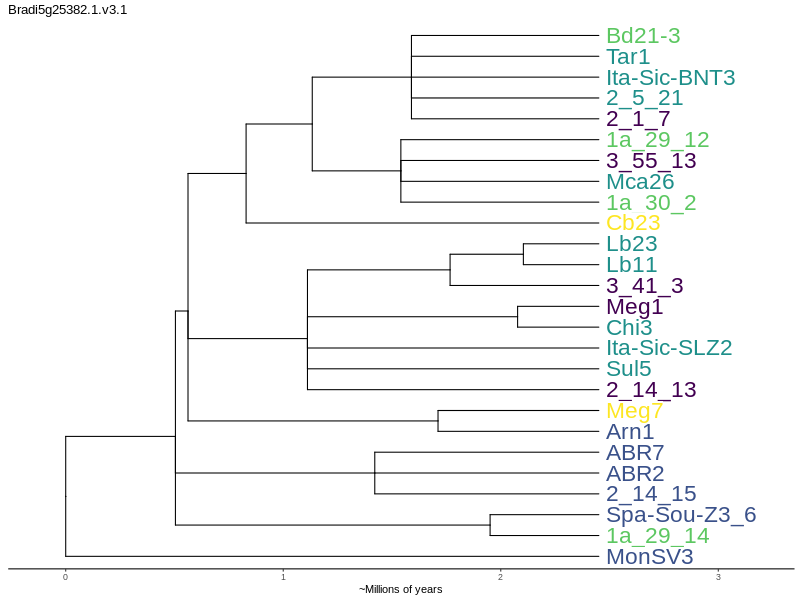 Bradi5g25382.1.v3.1
Bd21-3
Tar1
Ita-Sic-BNT3
2_5_21
2_1_7
1a_29_12
3_55_13
Mca26
1a_30_2
Cb23
Lb23
Lb11
3_41_3
Meg1
Chi3
Ita-Sic-SLZ2
Sul5
2_14_13
Meg7
Arn1
ABR7
ABR2
2_14_15
Spa-Sou-Z3_6
1a_29_14
MonSV3
0 1 2 3
~Millions of years